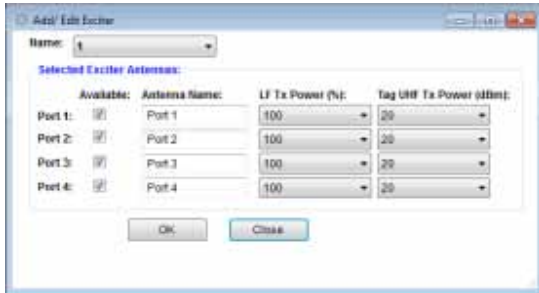 Add/ Edit Exciter
Name: 1
Selected Exciter Antennas:
Available: Antenna Name: LF Tx Power (%): Tag UHF Tx Power (dBm):
Port 1: Port 1 100 20
Port 2: Port 2 100 20
Port 3: Port 3 100 20
Port 4: Port 4 100 20
OK Close